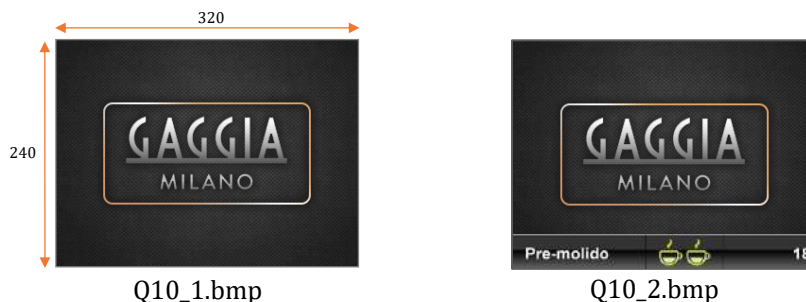 320
240
GAGGIA
MILANO
Q10_1.bmp
GAGGIA
MILANO
Pre-molido 18
Q10_2.bmp